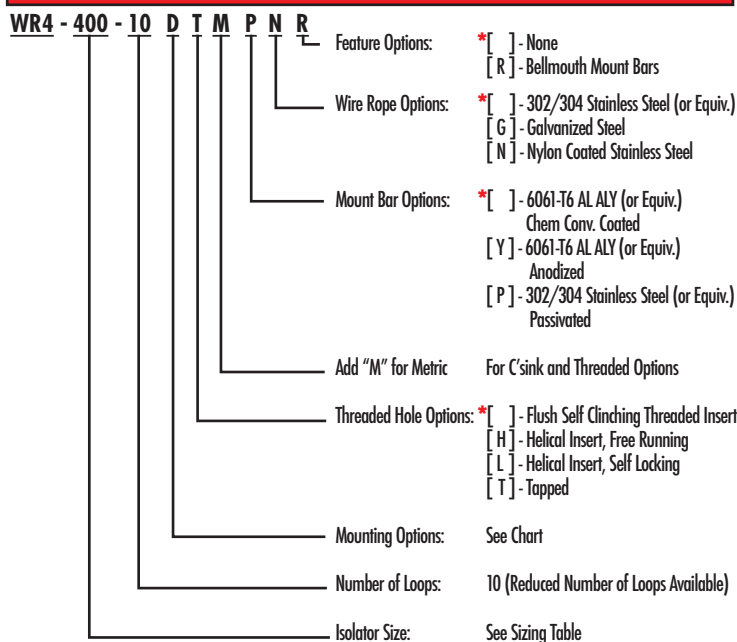 WR4 - 400 - 10 D T M P N R
Feature Options: *[ ] - None
[ R ] - Bellmouth Mount Bars
Wire Rope Options: *[ ] - 302/304 Stainless Steel (or Equiv.)
[ G ] - Galvanized Steel
[ N ] - Nylon Coated Stainless Steel
Mount Bar Options: *[ ] - 6061-T6 AL ALY (or Equiv.)
Chem Conv. Coated
[ Y ] - 6061-T6 AL ALY (or Equiv.)
Anodized
[ P ] - 302/304 Stainless Steel (or Equiv.)
Passivated
Add "M" for Metric For C'sink and Threaded Options
Threaded Hole Options: *[ ] - Flush Self Clinching Threaded Insert
[ H ] - Helical Insert, Free Running
[ L ] - Helical Insert, Self Locking
[ T ] - Tapped
Mounting Options: See Chart
Number of Loops: 10 (Reduced Number of Loops Available)
Isolator Size: See Sizing Table